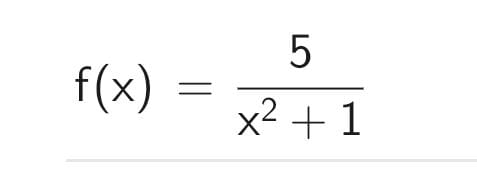 f(x) = 5 / (x² + 1)